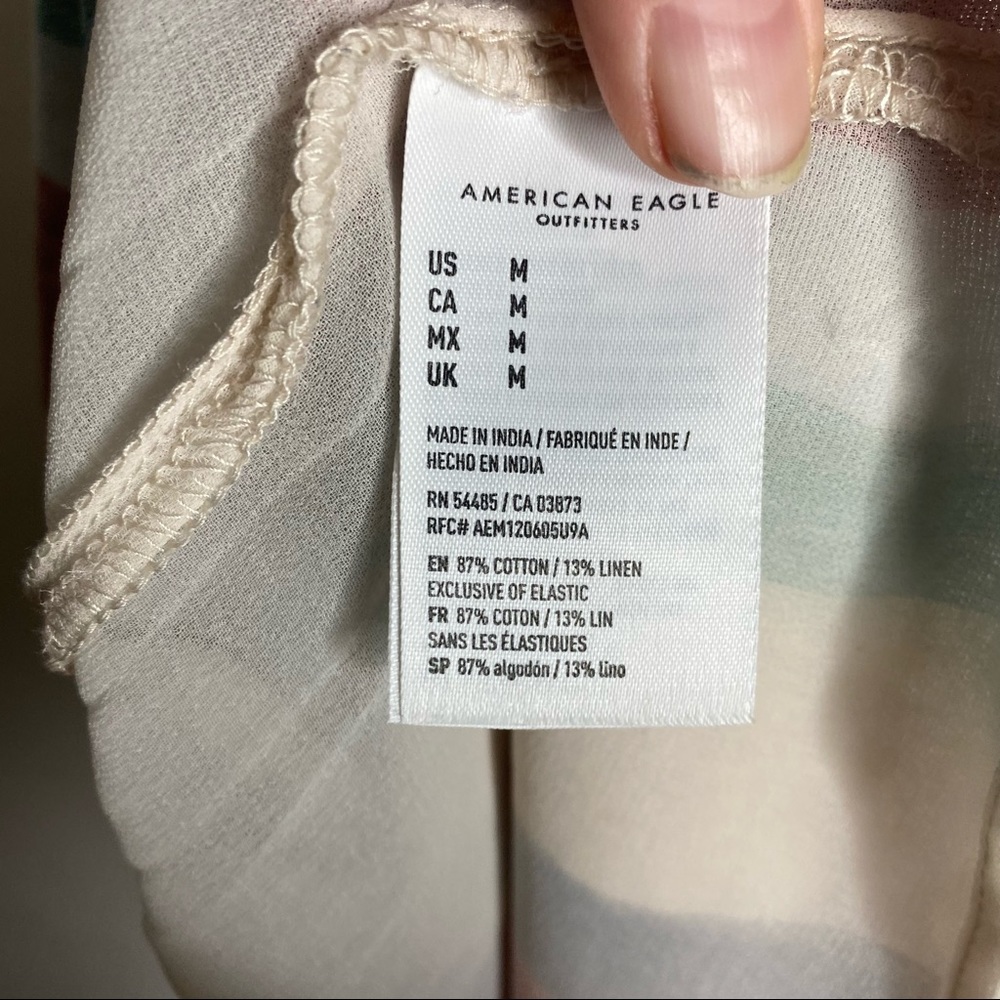 AMERICAN EAGLE
OUTFITTERS
US M
CA M
MX M
UK M
MADE IN INDIA / FABRIQUÉ EN INDE /
HECHO EN INDIA
RN 54485 / CA 03873
RFC# AEM120605U9A
EN 87% COTTON / 13% LINEN
EXCLUSIVE OF ELASTIC
FR 87% COTON / 13% LIN
SANS LES ÉLASTIQUES
SP 87% algodón / 13% lino